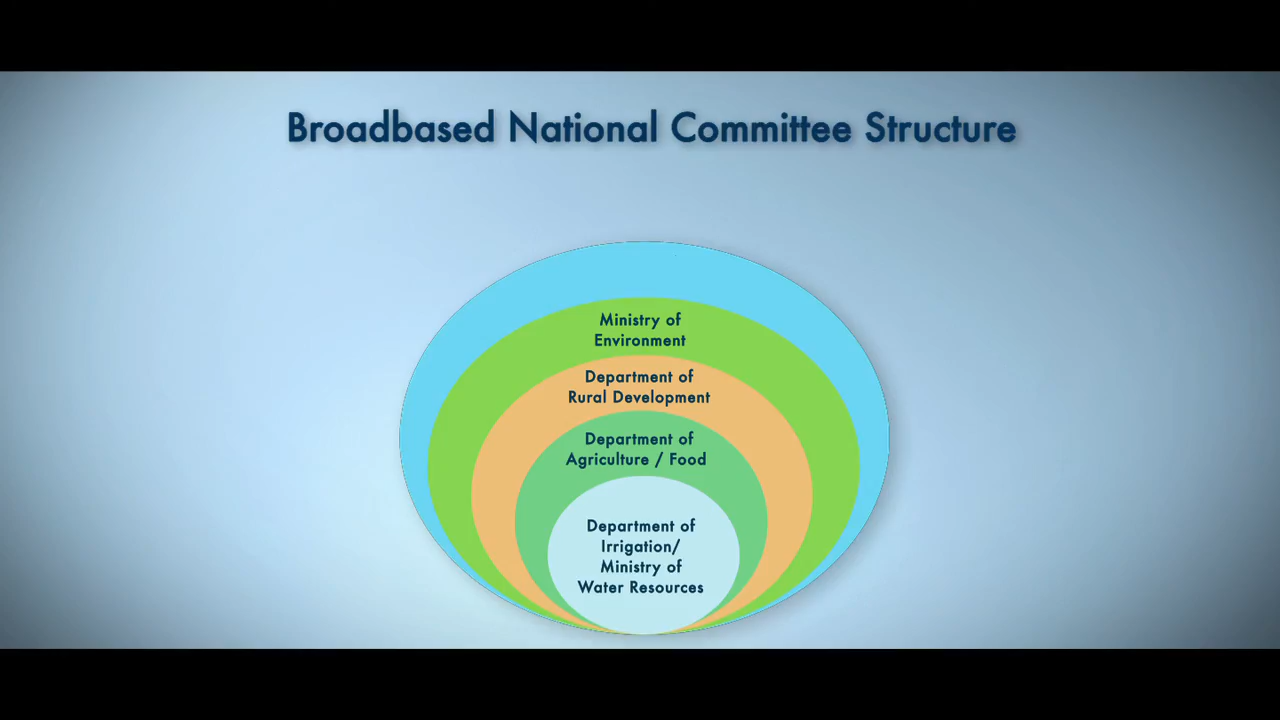 Broadbased National Committee Structure
Ministry of
Environment
Department of
Rural Development
Department of
Agriculture / Food
Department of
Irrigation/
Ministry of
Water Resources